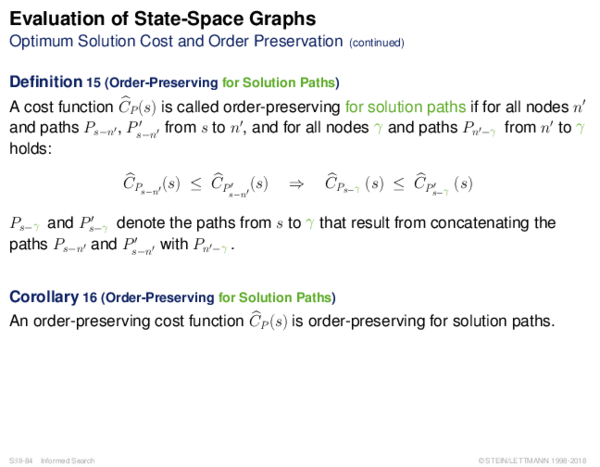 Evaluation of State-Space Graphs
Optimum Solution Cost and Order Preservation (continued)
Definition 15 (Order-Preserving for Solution Paths)
A cost function Ĉ_P(s) is called order-preserving for solution paths if for all nodes n′
and paths P_{s−n′}, P′_{s−n′} from s to n′, and for all nodes γ and paths P_{n′−γ} from n′ to γ
holds:
Ĉ_{P_{s−n′}}(s) ≤ Ĉ_{P′_{s−n′}}(s) ⇒ Ĉ_{P_{s−γ}}(s) ≤ Ĉ_{P′_{s−γ}}(s)
P_{s−γ} and P′_{s−γ} denote the paths from s to γ that result from concatenating the
paths P_{s−n′} and P′_{s−n′} with P_{n′−γ}.
Corollary 16 (Order-Preserving for Solution Paths)
An order-preserving cost function Ĉ_P(s) is order-preserving for solution paths.
S:III-84 Informed Search
©STEIN/LETTMANN 1998-2018